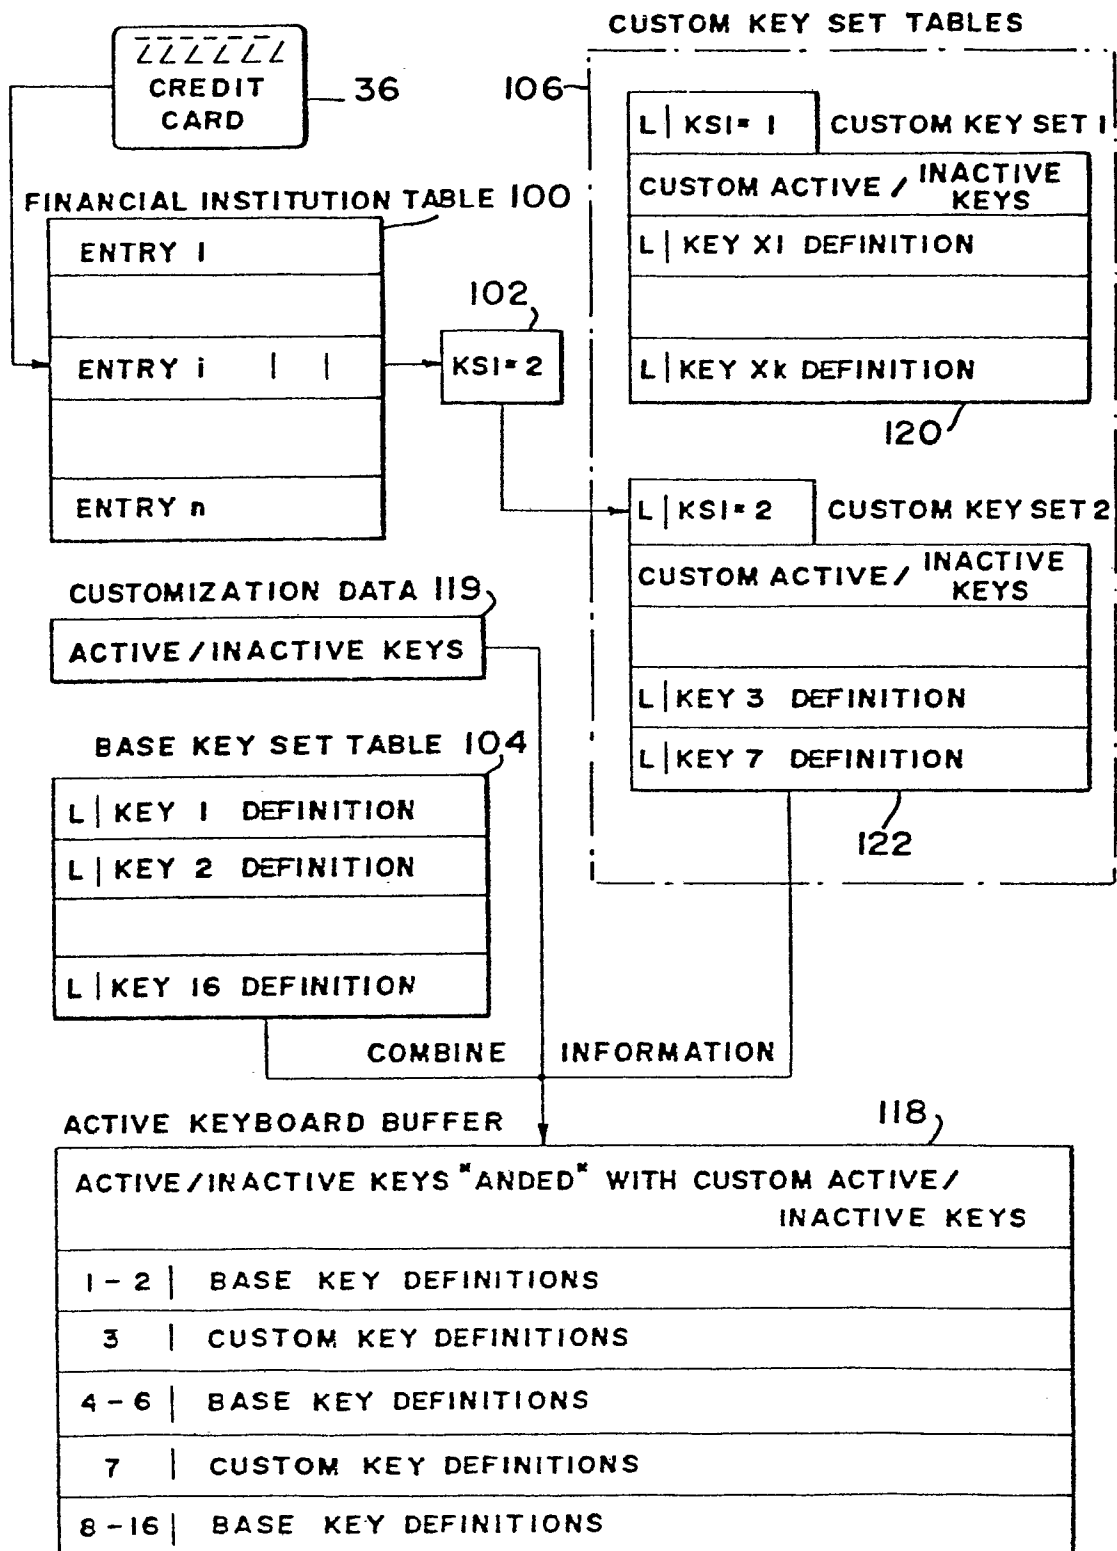 CREDIT
CARD
36
FINANCIAL INSTITUTION TABLE 100
ENTRY 1
ENTRY i | |
ENTRY n
102
KSI=2
CUSTOM KEY SET TABLES
106
L | KSI= 1
CUSTOM KEY SET 1
CUSTOM ACTIVE / INACTIVE
KEYS
L | KEY X1 DEFINITION
L | KEY Xk DEFINITION
120
L | KSI= 2
CUSTOM KEY SET 2
CUSTOM ACTIVE / INACTIVE
KEYS
L | KEY 3 DEFINITION
L | KEY 7 DEFINITION
122
CUSTOMIZATION DATA 119
ACTIVE/INACTIVE KEYS
BASE KEY SET TABLE 104
L | KEY 1 DEFINITION
L | KEY 2 DEFINITION
L | KEY 16 DEFINITION
COMBINE INFORMATION
ACTIVE KEYBOARD BUFFER
118
ACTIVE/INACTIVE KEYS "ANDED" WITH CUSTOM ACTIVE/
INACTIVE KEYS
1-2 | BASE KEY DEFINITIONS
3 | CUSTOM KEY DEFINITIONS
4-6 | BASE KEY DEFINITIONS
7 | CUSTOM KEY DEFINITIONS
8-16 | BASE KEY DEFINITIONS